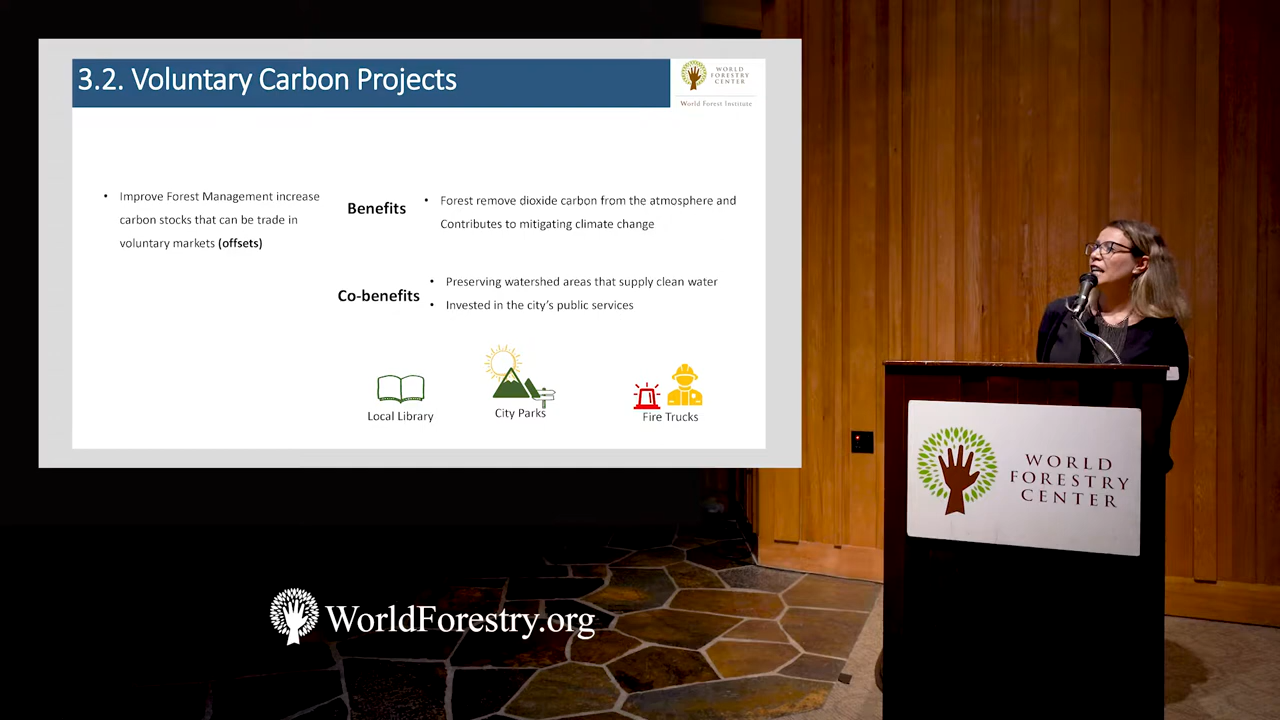 3.2. Voluntary Carbon Projects
WORLD
FORESTRY
CENTER
World Forest Institute
• Improve Forest Management increase
carbon stocks that can be trade in
voluntary markets (offsets)
Benefits
• Forest remove dioxide carbon from the atmosphere and
Contributes to mitigating climate change
Co-benefits
• Preserving watershed areas that supply clean water
• Invested in the city's public services
Local Library
City Parks
Fire Trucks
WORLD
FORESTRY
CENTER
WorldForestry.org